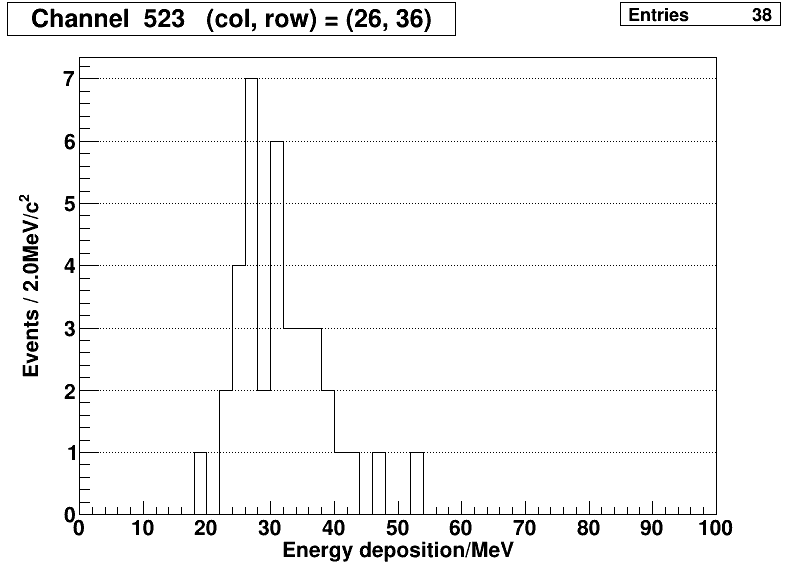 Channel 523 (col, row) = (26, 36)
Entries 38
Events / 2.0MeV/c²
7
6
5
4
3
2
1
0
0 10 20 30 40 50 60 70 80 90 100
Energy deposition/MeV